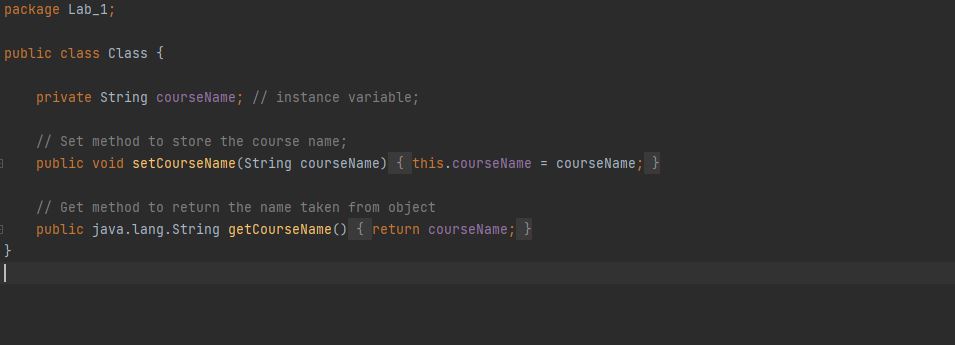 package Lab_1;
public class Class {
private String courseName; // instance variable;
// Set method to store the course name;
public void setCourseName(String courseName) { this.courseName = courseName; }
// Get method to return the name taken from object
public java.lang.String getCourseName() { return courseName; }
}